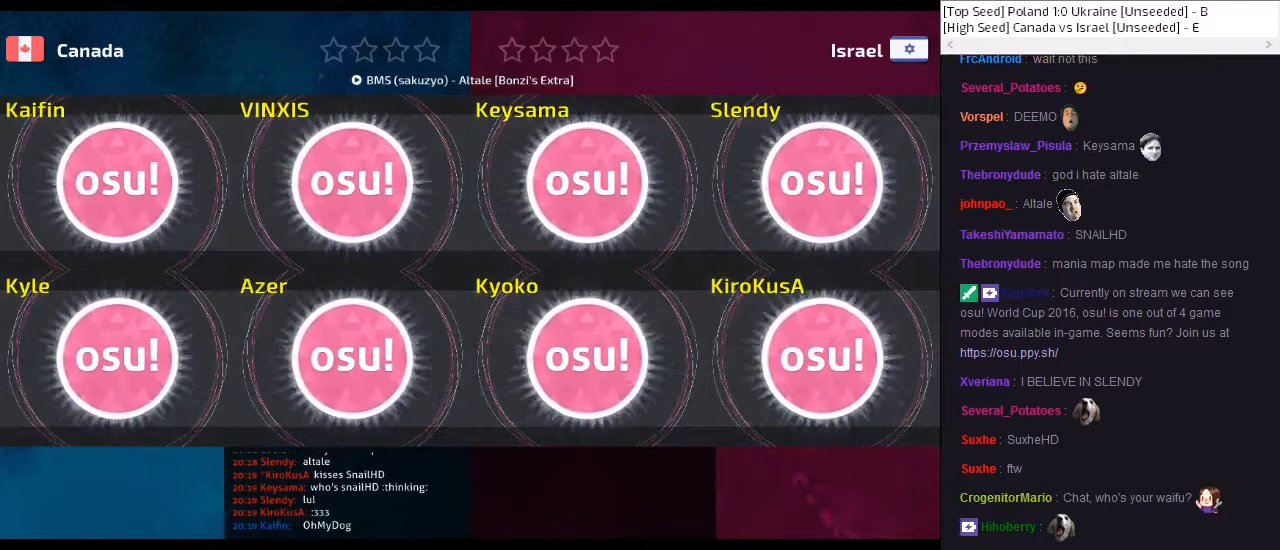 Canada
Israel
BMS (sakuzyo) - Altale [Bonzi's Extra]
Kaifin
VINXIS
Keysama
Slendy
osu!
osu!
osu!
osu!
Kyle
Azer
Kyoko
KiroKusA
osu!
osu!
osu!
osu!
20:18 Slendy: altale
20:19 *KiroKusA kisses SnailHD
20:19 Keysama: who's snailHD :thinking:
20:19 Slendy: lul
20:19 KiroKusA: :333
20:19 Kaifin: OhMyDog
[Top Seed] Poland 1:0 Ukraine [Unseeded] - B
[High Seed] Canada vs Israel [Unseeded] - E
FrcAndroid : wait not this
Several_Potatoes :
Vorspel : DEEMO
Przemyslaw_Pisula : Keysama
Thebronydude : god i hate altale
johnpao_ : Altale
TakeshiYamamato : SNAILHD
Thebronydude : mania map made me hate the song
: Currently on stream we can see
osu! World Cup 2016, osu! is one out of 4 game
modes available in-game. Seems fun? Join us at
https://osu.ppy.sh/
Xveriana : I BELIEVE IN SLENDY
Several_Potatoes :
Suxhe : SuxheHD
Suxhe : ftw
CrogenitorMario : Chat, who's your waifu?
Hihoberry :